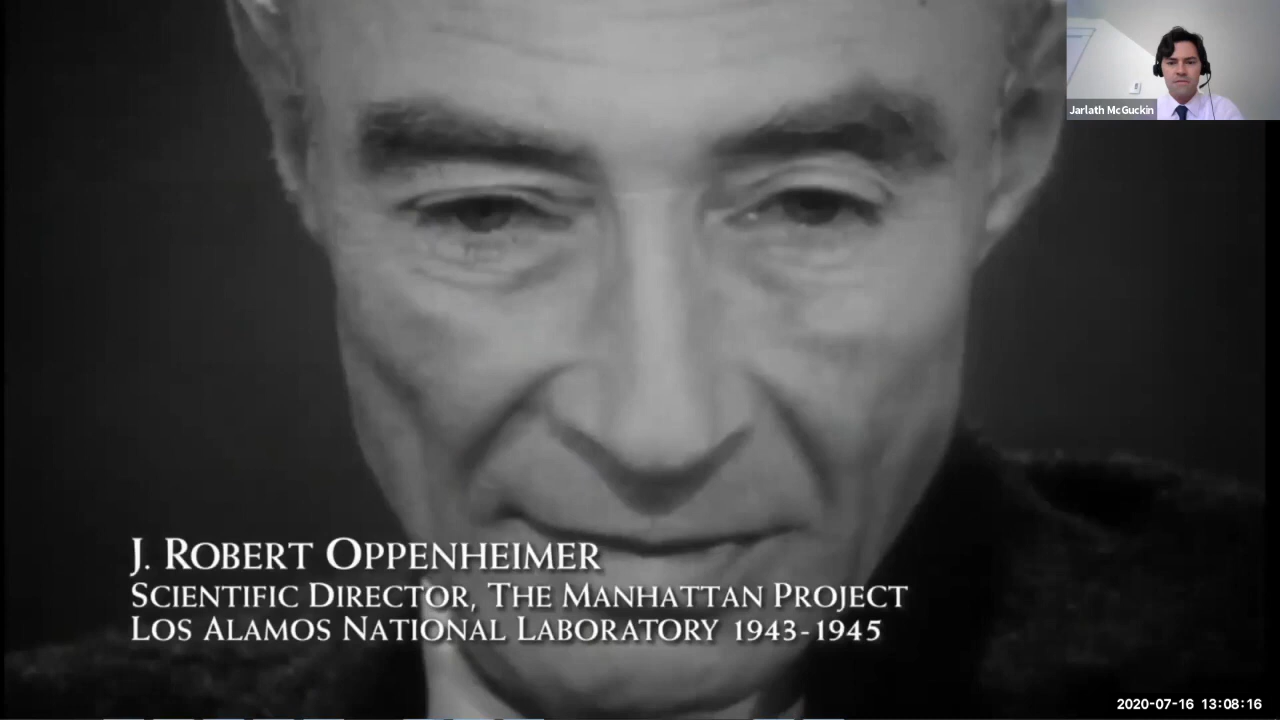 Jarlath McGuckin
J. ROBERT OPPENHEIMER
SCIENTIFIC DIRECTOR, THE MANHATTAN PROJECT
LOS ALAMOS NATIONAL LABORATORY 1943-1945
2020-07-16 13:08:16